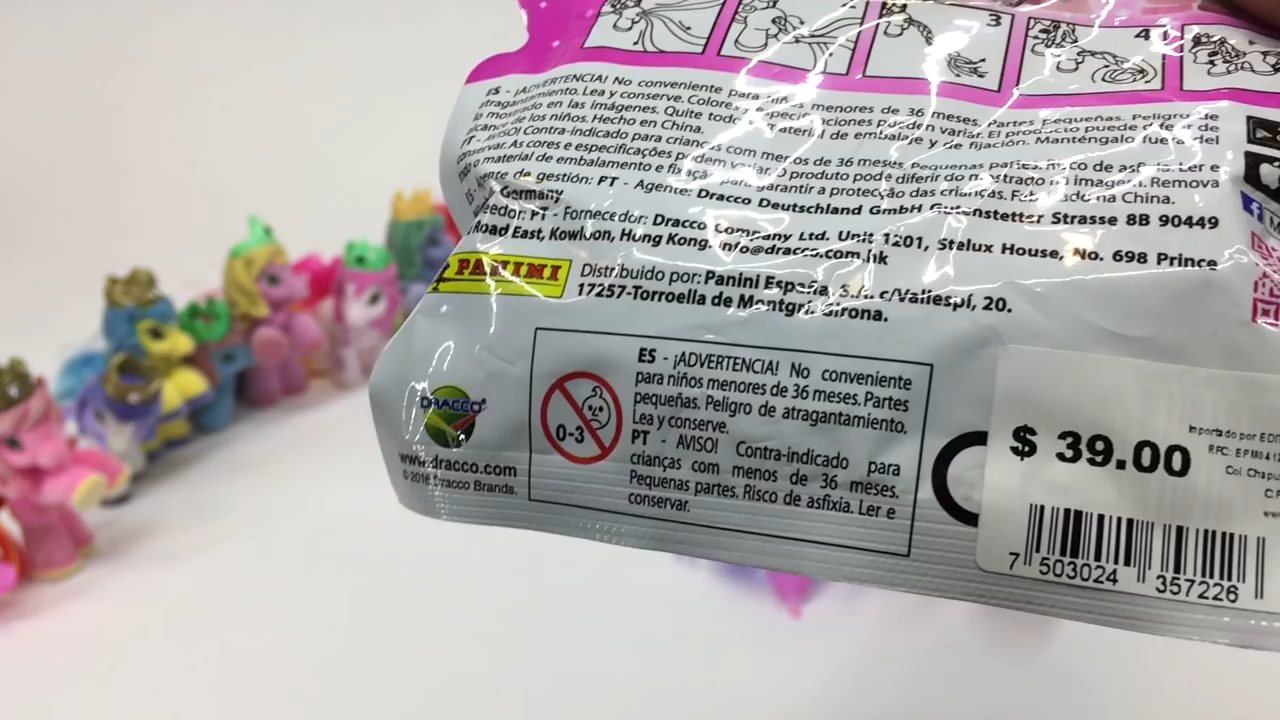 3
4
ES - ¡ADVERTENCIA! No conveniente para niños menores de 36 meses. Partes Pequeñas. Peligro de
atragantamiento. Lea y conserve. Colores y especificaciones pueden variar. El producto puede diferir de
lo mostrado en las imágenes. Quite todo material de embalaje y de fijación. Manténgalo fuera del
alcance de los niños. Hecho en China.
PT - AVISO! Contra-indicado para crianças com menos de 36 meses. Pequenas partes. Risco de asfixia. Ler e
conservar. As cores e especificações podem variar. O produto pode diferir do mostrado na imagem. Remova
todo o material de embalamento e fixação para garantir a protecção das crianças. Fabricado na China.
ES - de gestión: PT - Agente: Dracco Deutschland GmbH Gutenstetter Strasse 8B 90449
Germany
PT - Fornecedor: Dracco Company Ltd. Unit 1201, Stelux House, No. 698 Prince
Road East, Kowloon, Hung Kong. info@dracco.com.hk
PANINI
Distribuido por: Panini España, S.A. c/Vallespí, 20.
17257-Torroella de Montgrí. Girona.
ES - ¡ADVERTENCIA! No conveniente
para niños menores de 36 meses. Partes
pequeñas. Peligro de atragantamiento.
Lea y conserve.
PT - AVISO! Contra-indicado para
crianças com menos de 36 meses.
Pequenas partes. Risco de asfixia. Ler e
conservar.
0-3
DRACCO
www.dracco.com
Dracco Brands.
$ 39.00
Importado por
RFC:
Col.
7 503024 357226
f